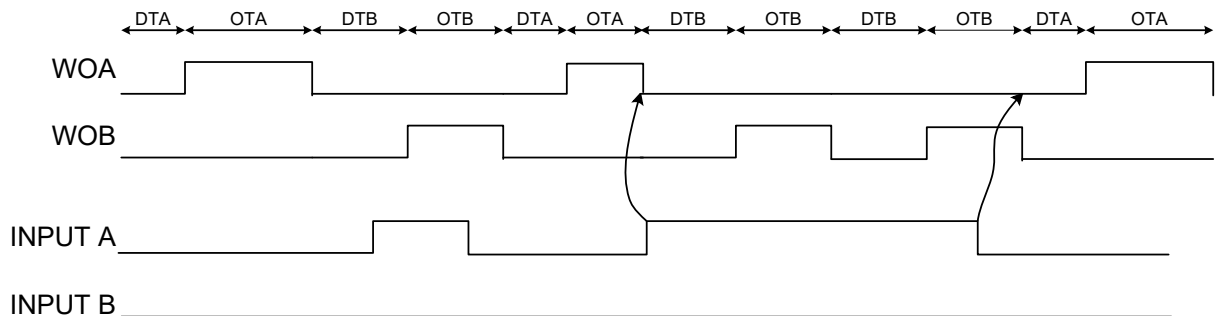 DTA OTA DTB OTB DTA OTA DTB OTB DTB OTB DTA OTA
WOA
WOB
INPUT A
INPUT B